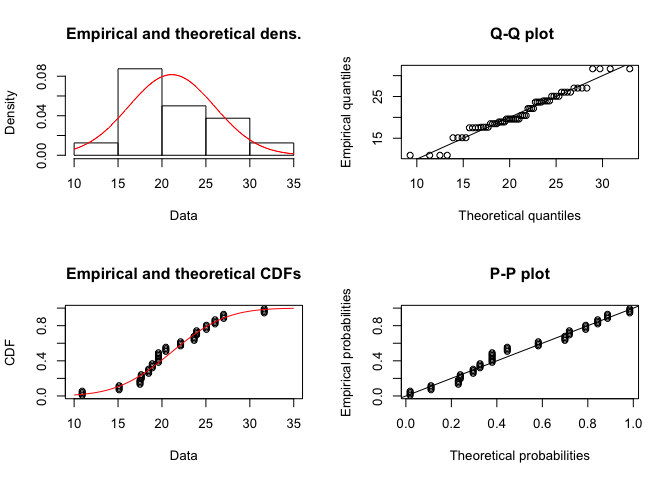 Empirical and theoretical dens.
Density
0.00 0.04 0.08
10 15 20 25 30 35
Data
Q-Q plot
Empirical quantiles
15 25
10 15 20 25 30
Theoretical quantiles
Empirical and theoretical CDFs
CDF
0.0 0.4 0.8
10 15 20 25 30 35
Data
P-P plot
Empirical probabilities
0.0 0.4 0.8
0.0 0.2 0.4 0.6 0.8 1.0
Theoretical probabilities